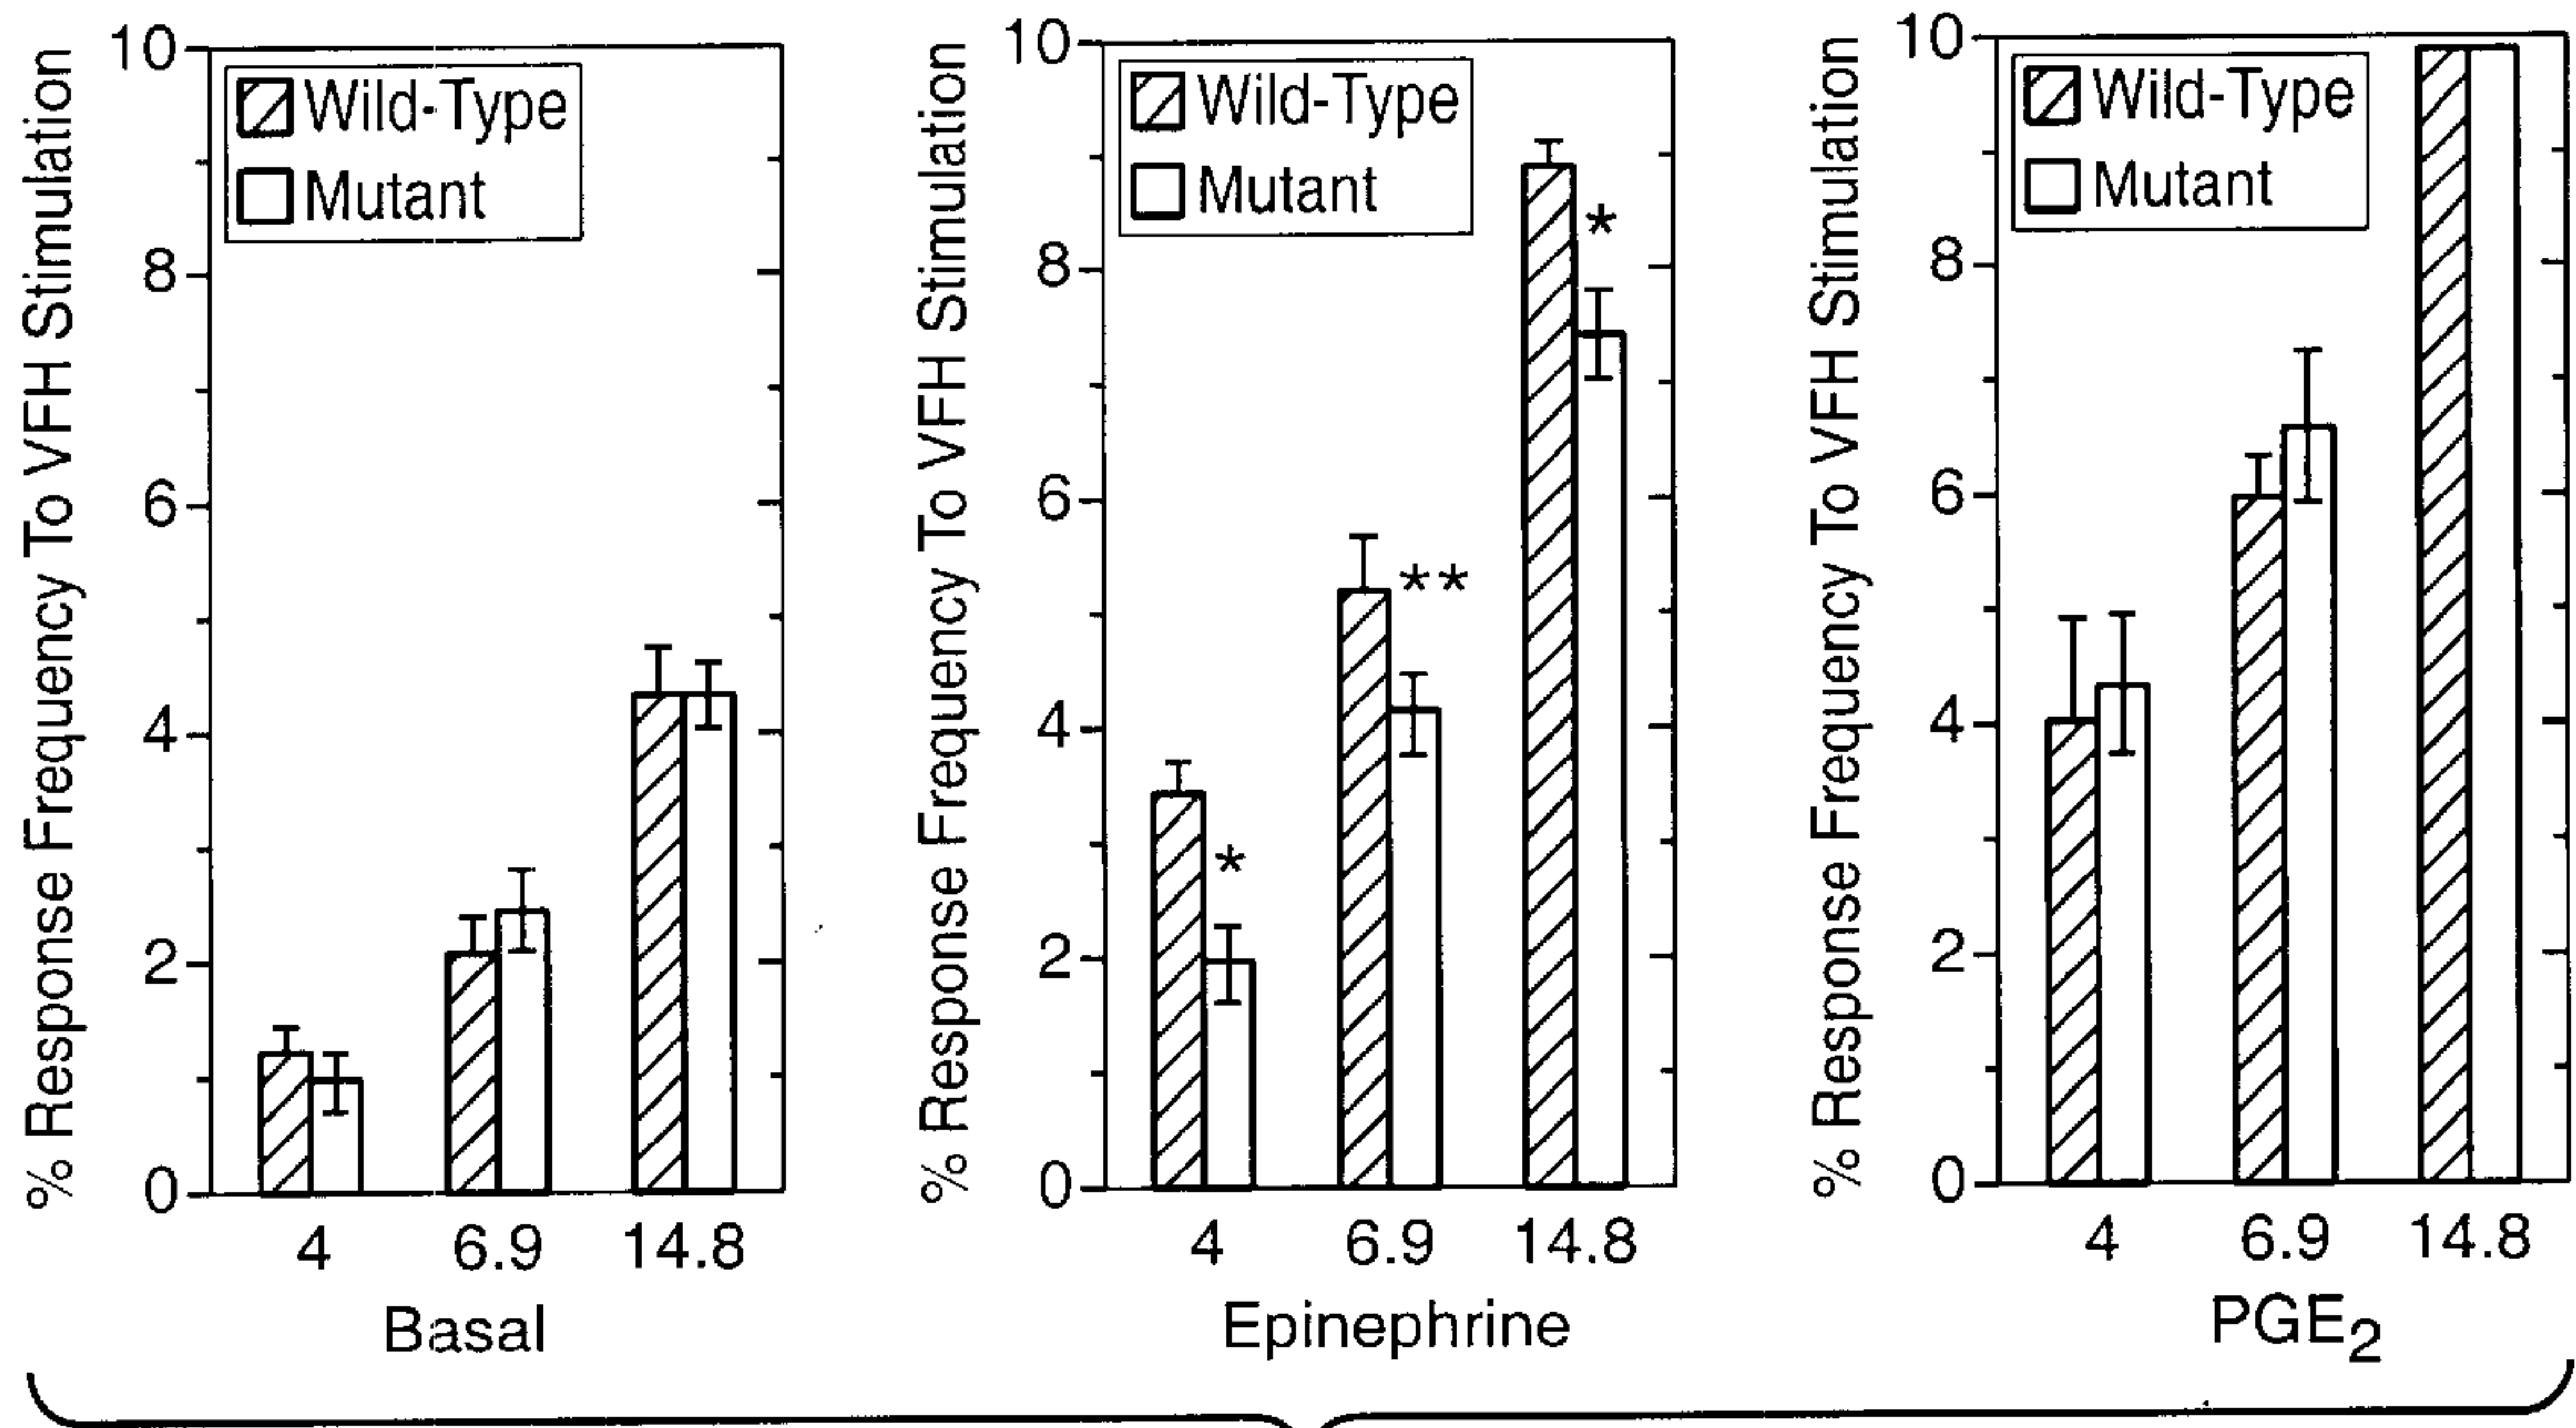 % Response Frequency To VFH Stimulation
10
8
6
4
2
0
Wild-Type
Mutant
4 6.9 14.8
Basal
% Response Frequency To VFH Stimulation
10
8
6
4
2
0
Wild-Type
Mutant
*
**
*
4 6.9 14.8
Epinephrine
% Response Frequency To VFH Stimulation
10
8
6
4
2
0
Wild-Type
Mutant
4 6.9 14.8
PGE₂